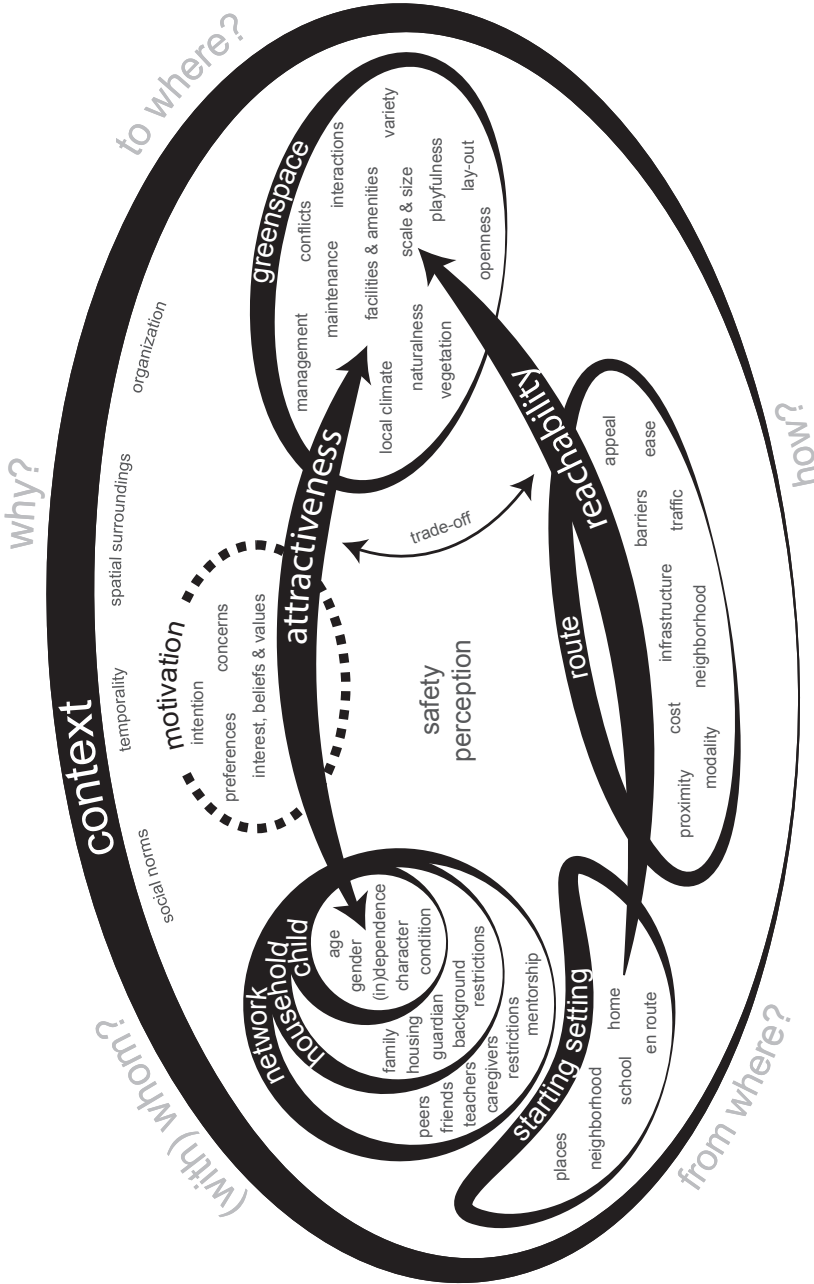 why?
(with) whom?
to where?
from where?
how?
context
social norms
temporality
spatial surroundings
organization
motivation
intention
preferences
concerns
interest, beliefs & values
attractiveness
network
household
child
age
gender
(in)dependence
character
condition
family
housing
guardian
background
restrictions
peers
friends
teachers
caregivers
restrictions
mentorship
safety
perception
trade-off
greenspace
management
conflicts
maintenance
interactions
facilities & amenities
variety
local climate
scale & size
naturalness
playfulness
vegetation
lay-out
openness
reachability
route
appeal
ease
barriers
traffic
infrastructure
neighborhood
cost
proximity
modality
starting setting
places
neighborhood
home
school
en route